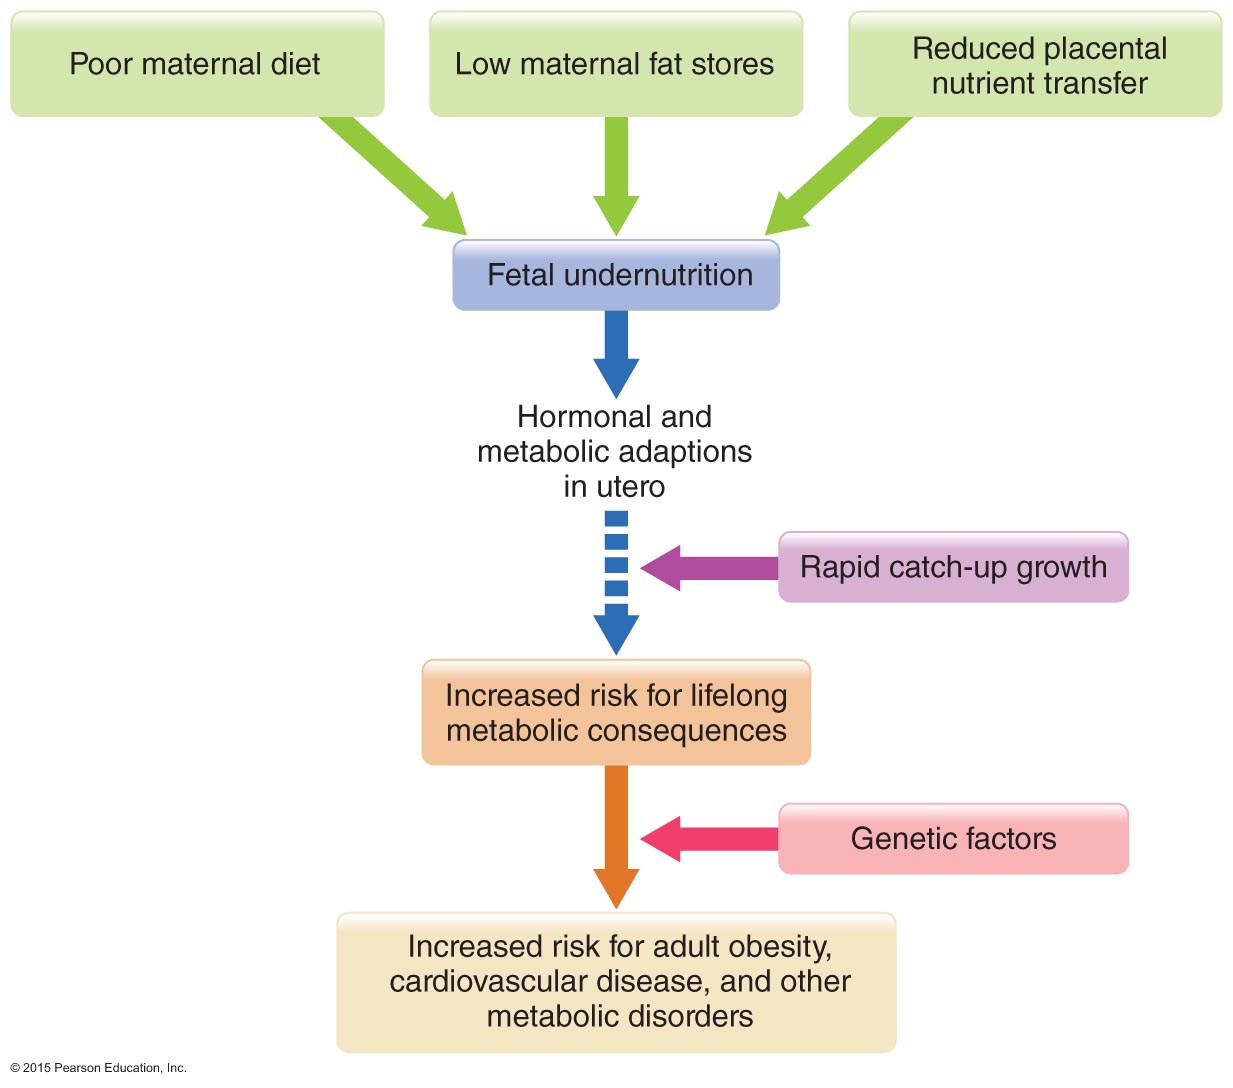 Poor maternal diet
Low maternal fat stores
Reduced placental
nutrient transfer
Fetal undernutrition
Hormonal and
metabolic adaptions
in utero
Rapid catch-up growth
Increased risk for lifelong
metabolic consequences
Genetic factors
Increased risk for adult obesity,
cardiovascular disease, and other
metabolic disorders
© 2015 Pearson Education, Inc.